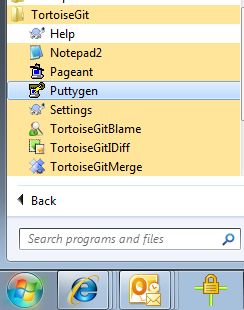 TortoiseGit
Help
Notepad2
Pageant
Puttygen
Settings
TortoiseGitBlame
TortoiseGitIDiff
TortoiseGitMerge
Back
Search programs and files